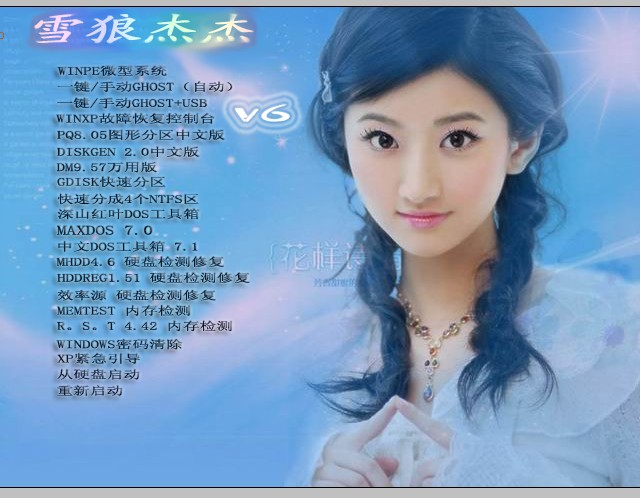 雪狼杰杰
WINPE微型系统
一键/手动GHOST（自动）
一键/手动GHOST+USB
V6
WINXP故障恢复控制台
PQ8.05图形分区中文版
DISKGEN 2.0中文版
DM9.57万用版
GDISK快速分区
快速分成4个NTFS区
深山红叶DOS工具箱
MAXDOS 7.0
中文DOS工具箱 7.1
{花样
MHDD4.6 硬盘检测修复
HDDREG1.51 硬盘检测修复
效率源 硬盘检测修复
MEMTEST 内存检测
R。S。T 4.42 内存检测
WINDOWS密码清除
XP紧急引导
从硬盘启动
重新启动